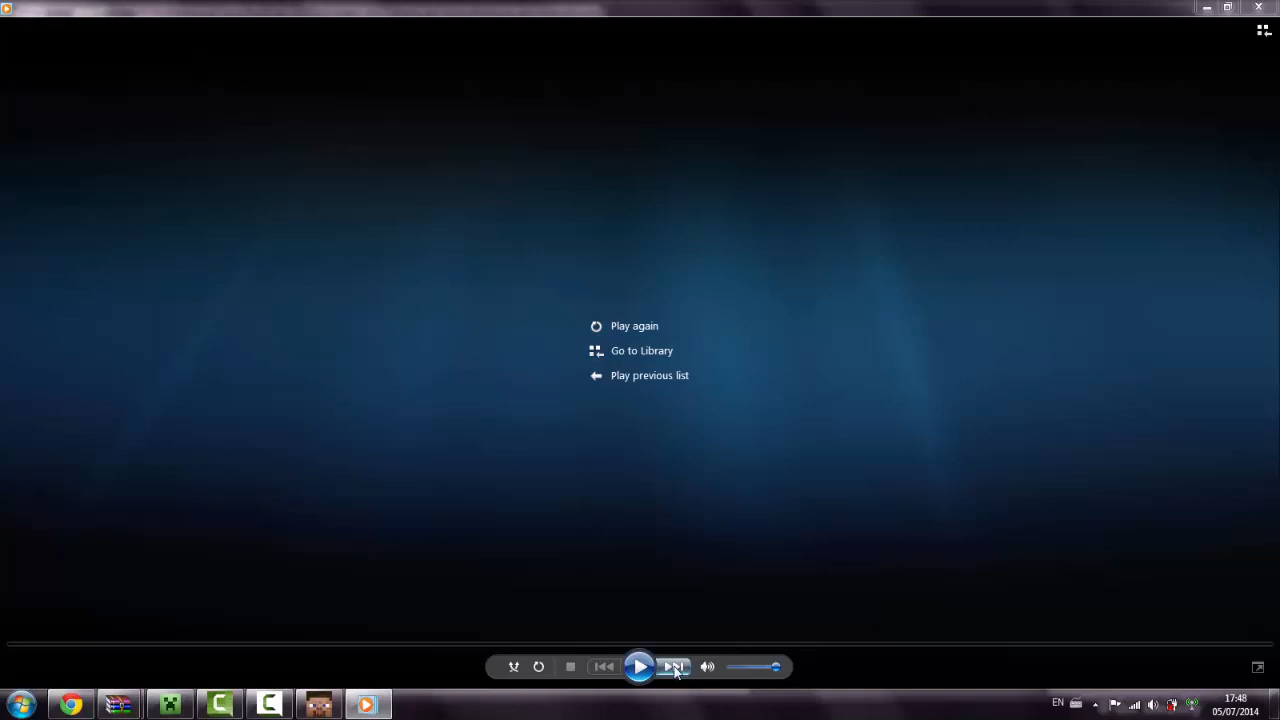 Play again
Go to Library
Play previous list
EN
17:48
05/07/2014